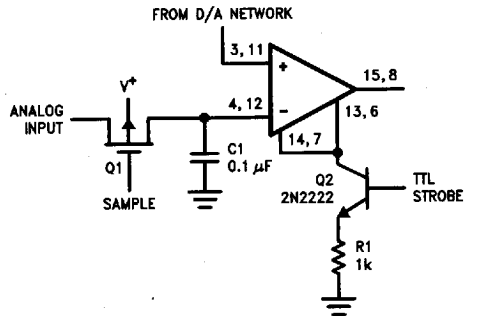 FROM D/A NETWORK
3, 11
+
V+
15, 8
ANALOG
INPUT
4, 12
-
13, 6
14, 7
C1
0.1 μF
Q1
SAMPLE
Q2
2N2222
TTL
STROBE
R1
1k